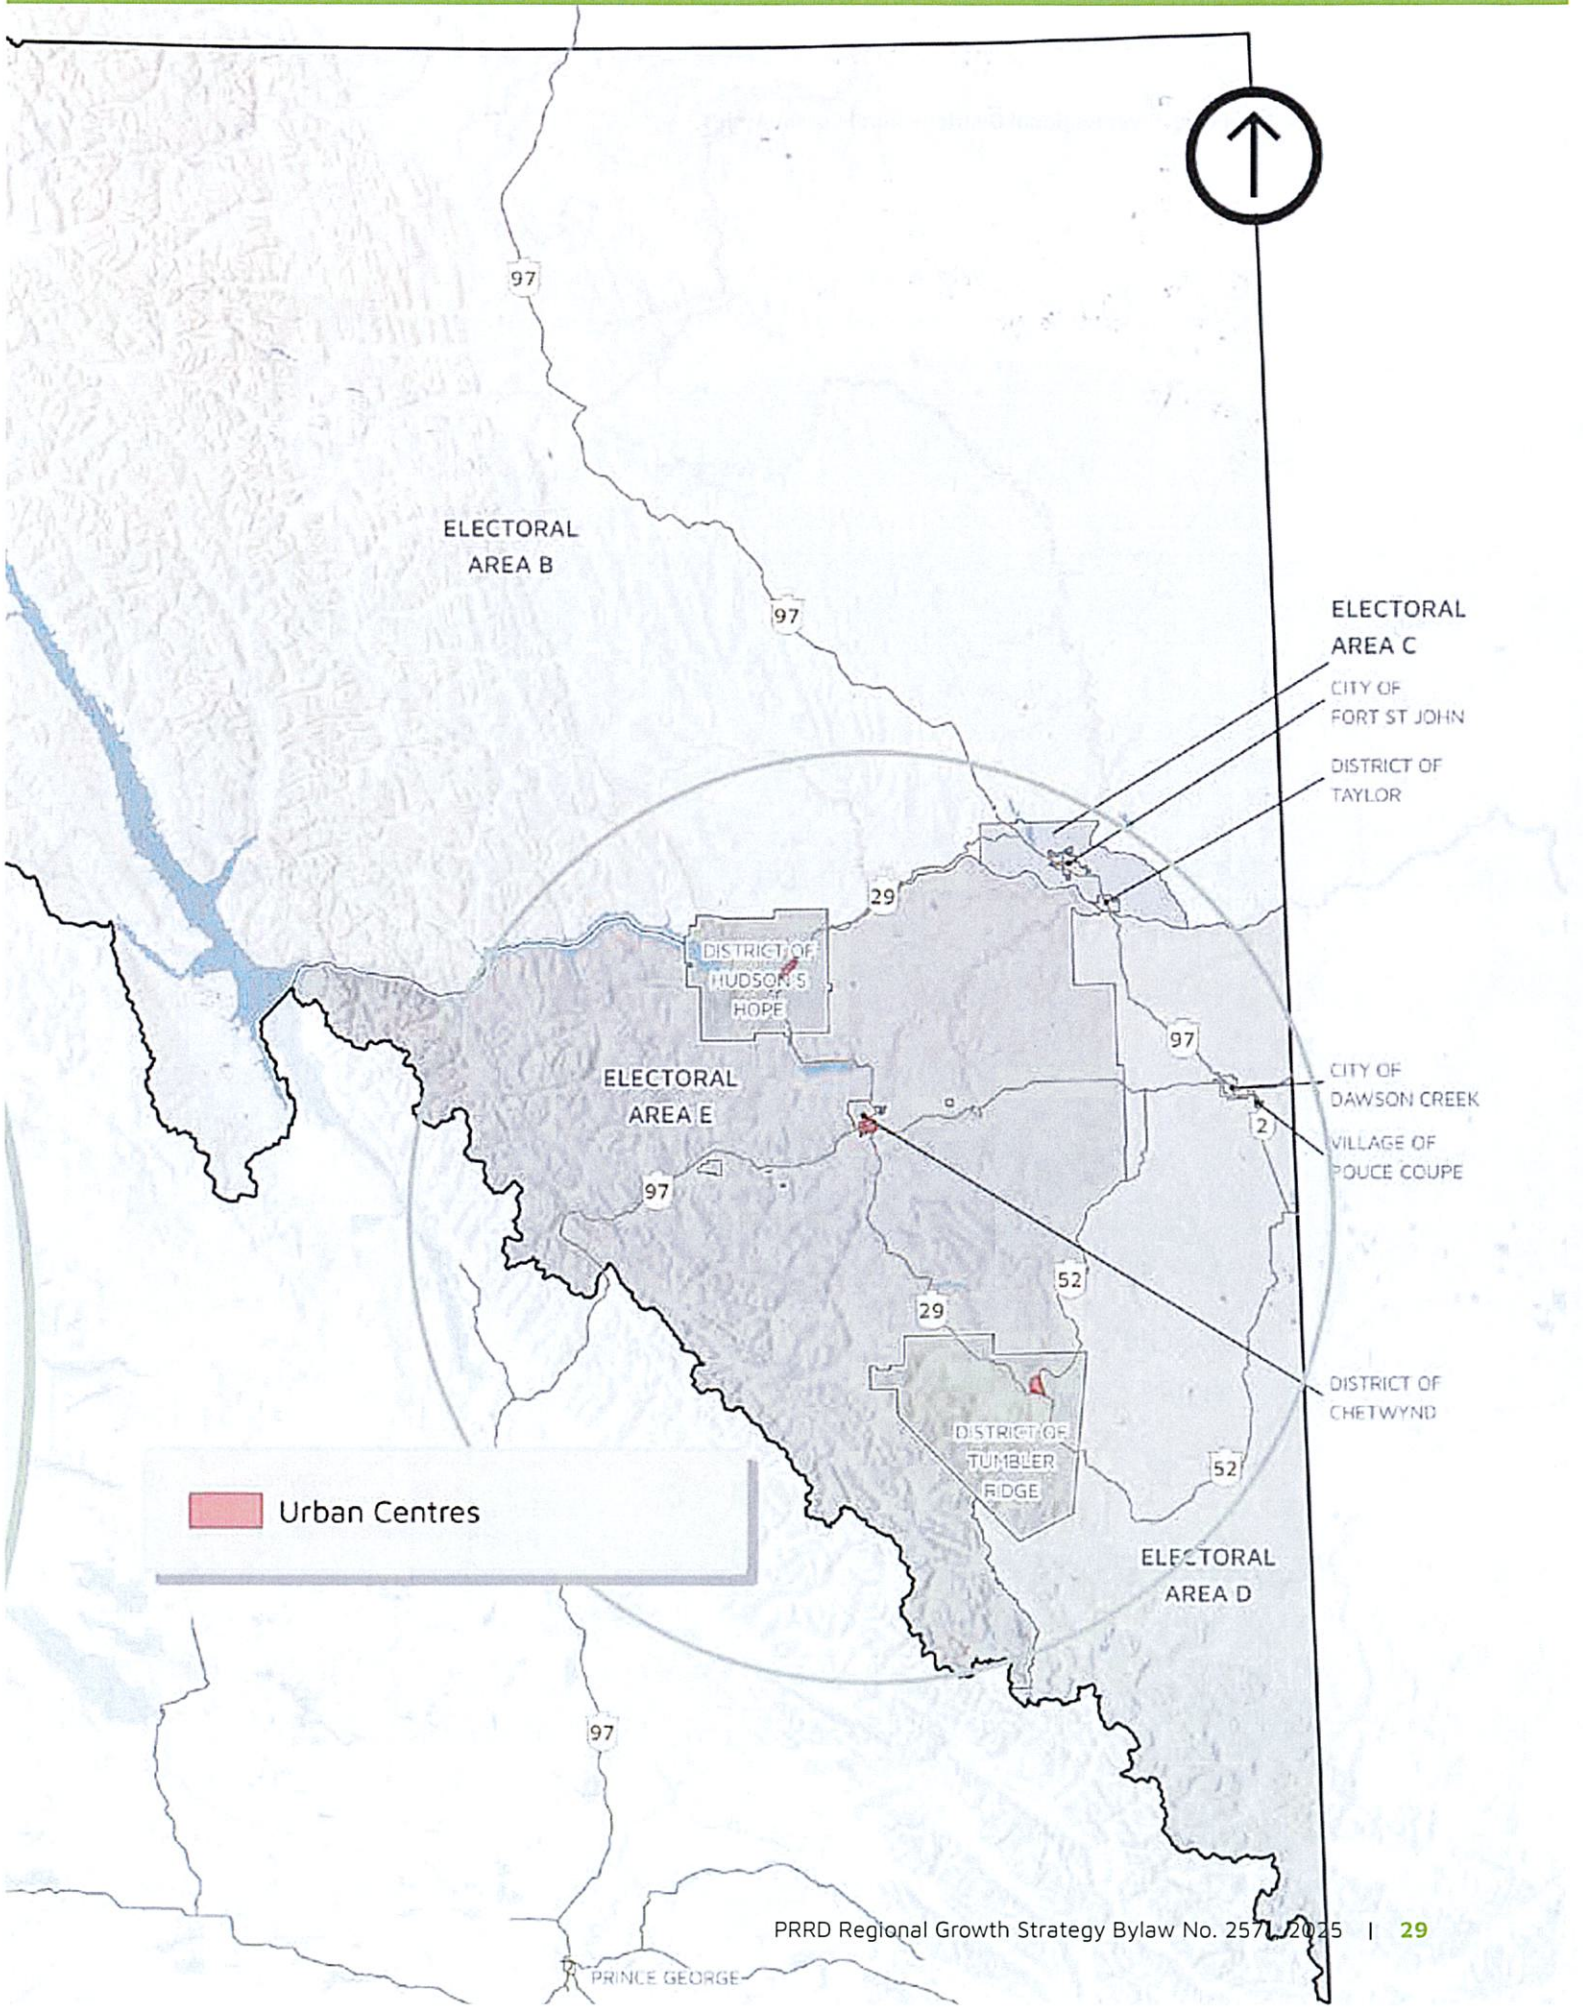 97
ELECTORAL
AREA B
97
ELECTORAL
AREA C
CITY OF
FORT ST JOHN
DISTRICT OF
TAYLOR
29
DISTRICT OF
HUDSON'S
HOPE
97
ELECTORAL
AREA E
CITY OF
DAWSON CREEK
2
VILLAGE OF
POUCE COUPE
97
52
29
DISTRICT OF
CHETWYND
DISTRICT OF
TUMBLER
RIDGE
52
Urban Centres
ELECTORAL
AREA D
97
PRRD Regional Growth Strategy Bylaw No. 2025 | 29
PRINCE GEORGE